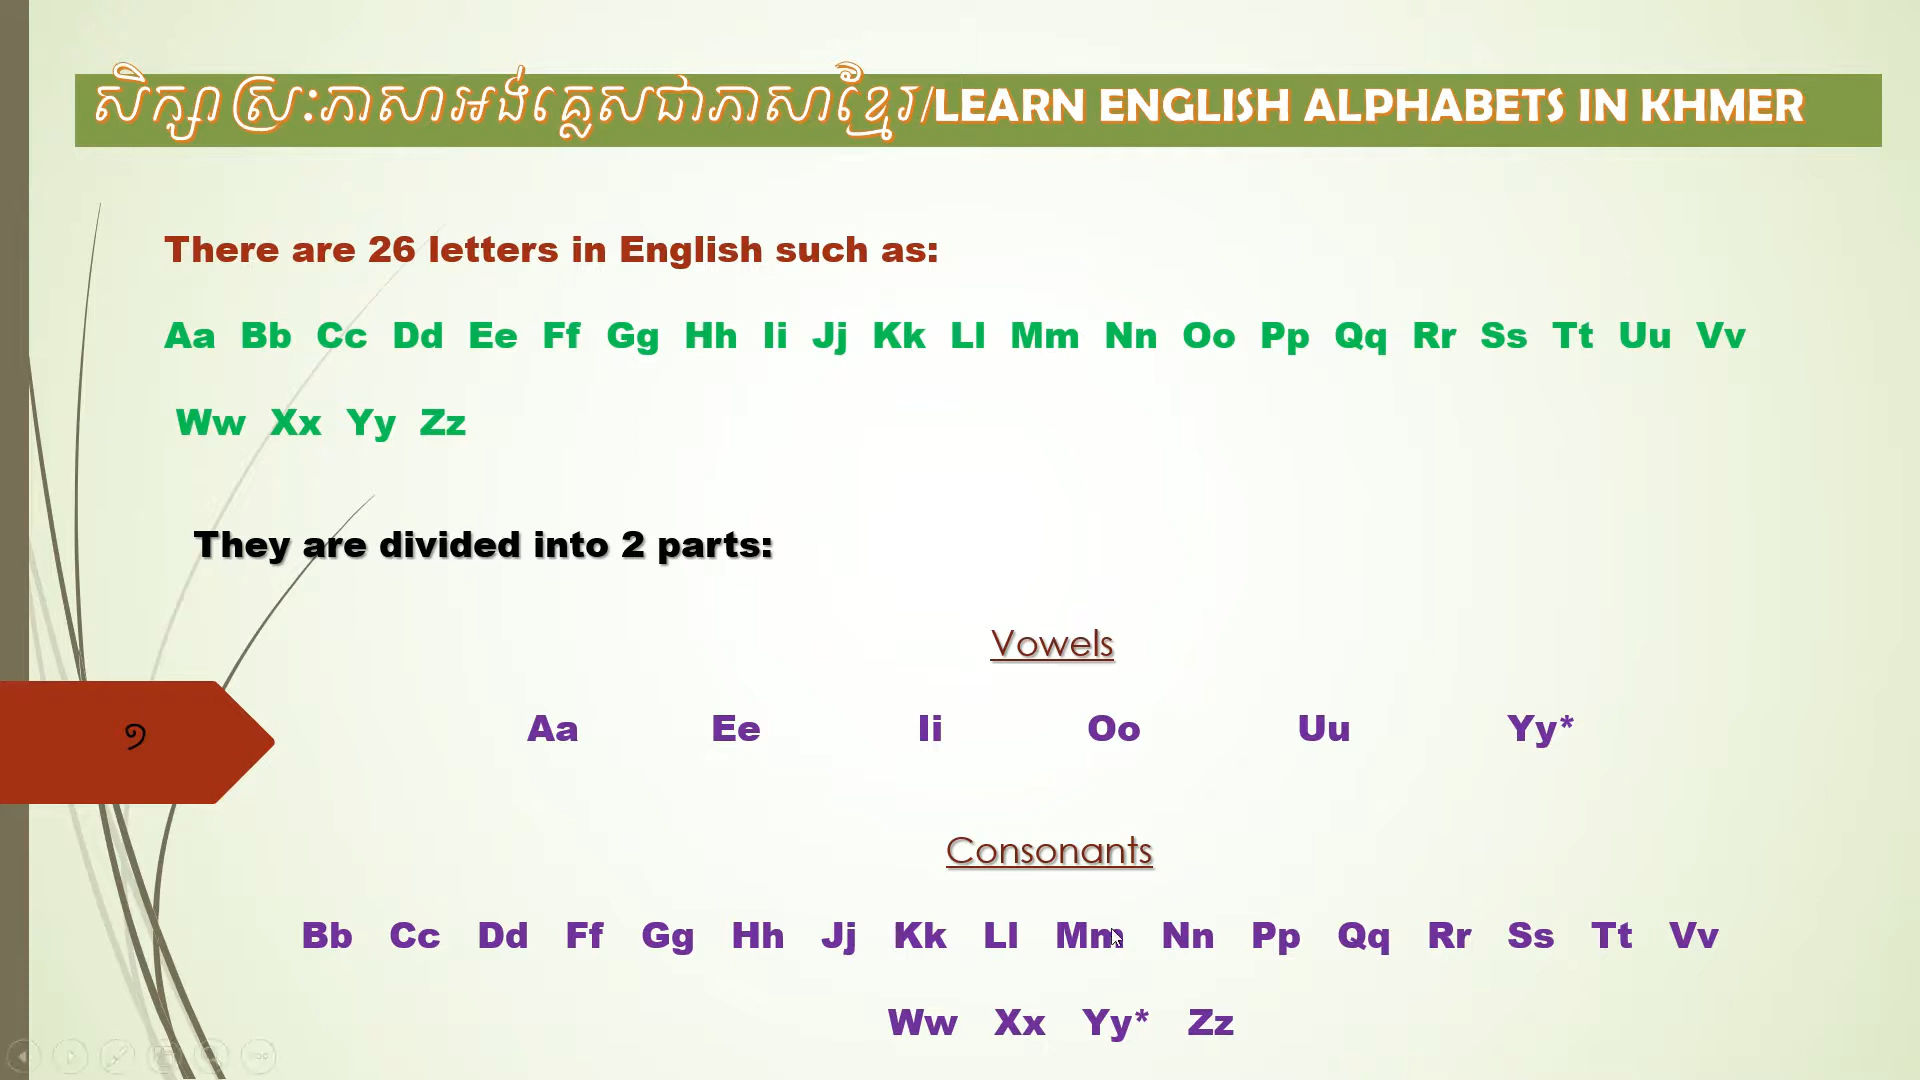 សិក្សាស្រៈភាសាអង់គ្លេសជាភាសាខ្មែរ/LEARN ENGLISH ALPHABETS IN KHMER
There are 26 letters in English such as:
Aa Bb Cc Dd Ee Ff Gg Hh Ii Jj Kk Ll Mm Nn Oo Pp Qq Rr Ss Tt Uu Vv
Ww Xx Yy Zz
They are divided into 2 parts:
Vowels
Aa Ee Ii Oo Uu Yy*
១
Consonants
Bb Cc Dd Ff Gg Hh Jj Kk Ll Mm Nn Pp Qq Rr Ss Tt Vv
Ww Xx Yy* Zz